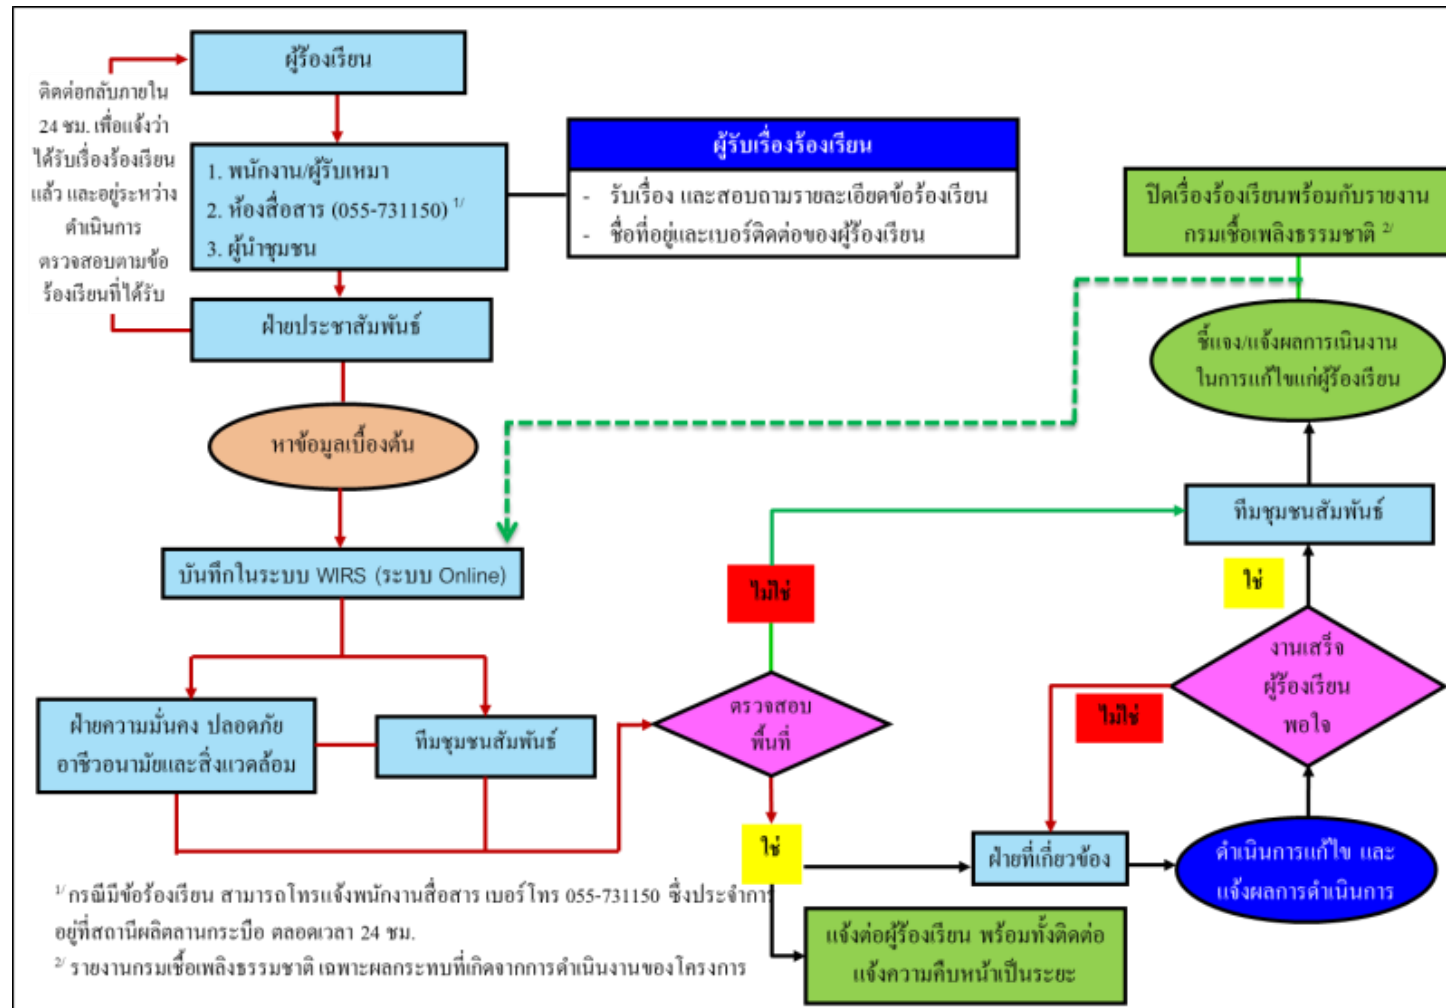 ผู้ร้องเรียน
ติดต่อกลับภายใน
24 ชม. เพื่อแจ้งว่า
ได้รับเรื่องร้องเรียน
แล้ว และอยู่ระหว่าง
ดำเนินการ
ตรวจสอบตามข้อ
ร้องเรียนที่ได้รับ
1. พนักงาน/ผู้รับเหมา
2. ห้องสื่อสาร (055-731150) 1/
3. ผู้นำชุมชน
ผู้รับเรื่องร้องเรียน
- รับเรื่อง และสอบถามรายละเอียดข้อร้องเรียน
- ชื่อที่อยู่และเบอร์ติดต่อของผู้ร้องเรียน
ฝ่ายประชาสัมพันธ์
หาข้อมูลเบื้องต้น
บันทึกในระบบ WIRS (ระบบ Online)
ฝ่ายความมั่นคง ปลอดภัย
อาชีวอนามัยและสิ่งแวดล้อม
ทีมชุมชนสัมพันธ์
ตรวจสอบ
พื้นที่
ไม่ใช่
ใช่
แจ้งต่อผู้ร้องเรียน พร้อมทั้งติดต่อ
แจ้งความคืบหน้าเป็นระยะ
ฝ่ายที่เกี่ยวข้อง
ดำเนินการแก้ไข และ
แจ้งผลการดำเนินการ
งานเสร็จ
ผู้ร้องเรียน
พอใจ
ไม่ใช่
ใช่
ทีมชุมชนสัมพันธ์
ชี้แจง/แจ้งผลการเนินงาน
ในการแก้ไขแก่ผู้ร้องเรียน
ปิดเรื่องร้องเรียนพร้อมกับรายงาน
กรมเชื้อเพลิงธรรมชาติ 2/
1/ กรณีมีข้อร้องเรียน สามารถโทรแจ้งพนักงานสื่อสาร เบอร์โทร 055-731150 ซึ่งประจำการ
อยู่ที่สถานีผลิตลานกระบือ ตลอดเวลา 24 ชม.
2/ รายงานกรมเชื้อเพลิงธรรมชาติ เฉพาะผลกระทบที่เกิดจากการดำเนินงานของโครงการ